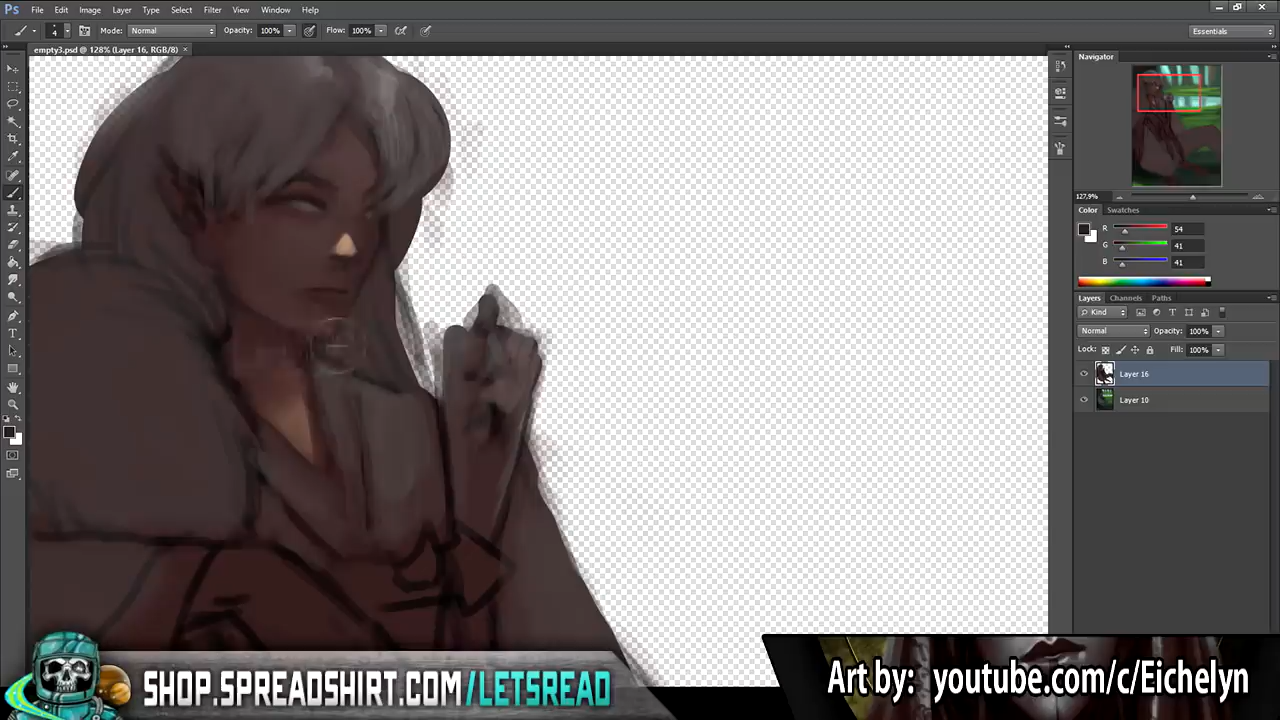 Ps File Edit Image Layer Type Select Filter View Window Help
4 Mode: Normal Opacity: 100% Flow: 100% Essentials
empty3.psd @ 128% (Layer 16, RGB/8) ×
Navigator
127,9%
Color Swatches
R 54
G 41
B 41
Layers Channels Paths
Kind
Normal Opacity: 100%
Lock: Fill: 100%
Layer 16
Layer 10
SHOP.SPREADSHIRT.COM/LETSREAD
Art by: youtube.com/c/Eichelyn